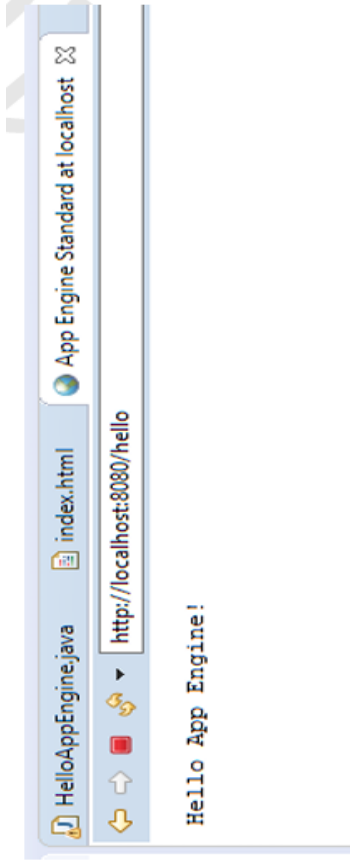 HelloAppEngine.java index.html App Engine Standard at localhost
http://localhost:8080/hello
Hello App Engine!